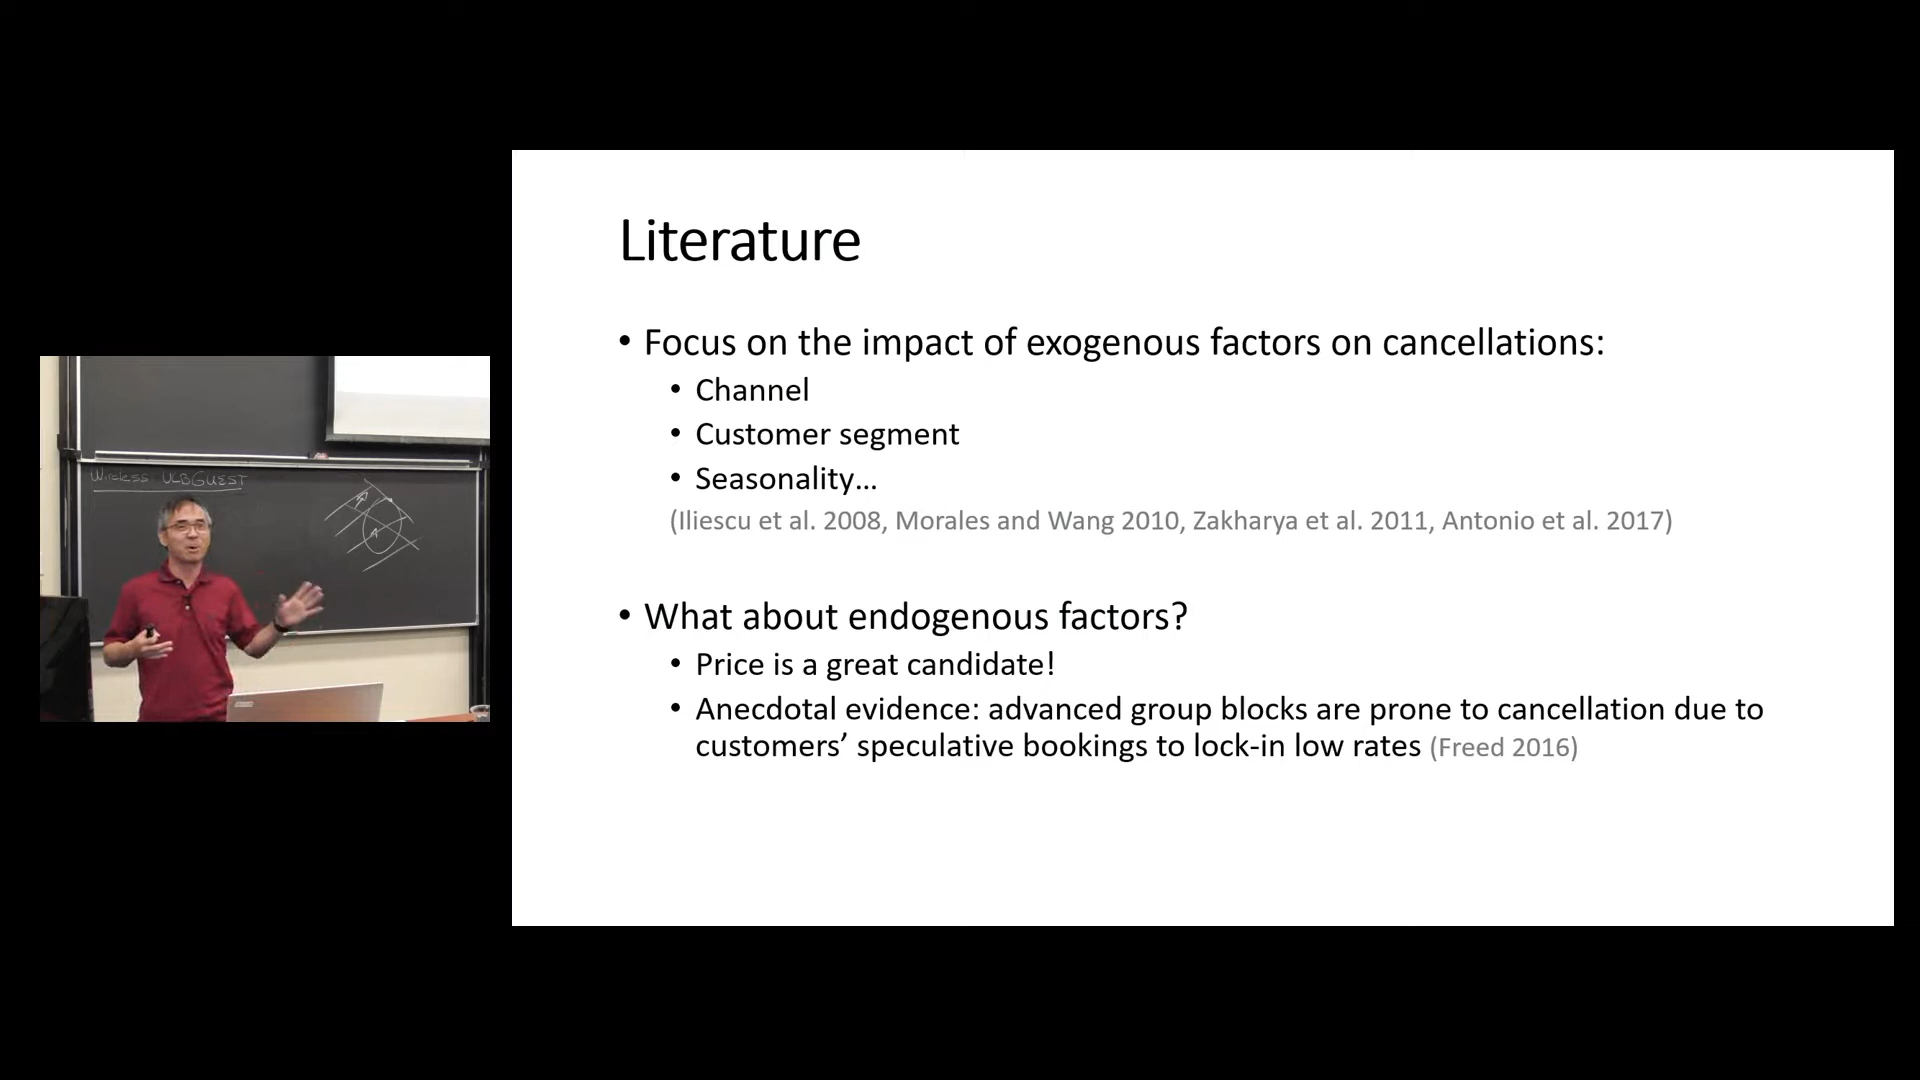 Wireless ULBGUEST
Literature
• Focus on the impact of exogenous factors on cancellations:
• Channel
• Customer segment
• Seasonality…
(Iliescu et al. 2008, Morales and Wang 2010, Zakharya et al. 2011, Antonio et al. 2017)
• What about endogenous factors?
• Price is a great candidate!
• Anecdotal evidence: advanced group blocks are prone to cancellation due to
customers’ speculative bookings to lock-in low rates (Freed 2016)